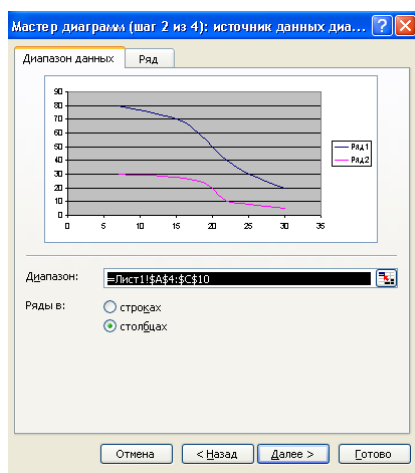 Мастер диаграмм (шаг 2 из 4): источник данных диа...
Диапазон данных Ряд
90
80
70
60
50
40
30
20
10
0
0 5 10 15 20 25 30 35
Ряд1
Ряд2
Диапазон: =Лист1!$A$4:$C$10
Ряды в: строках
столбцах
Отмена < Назад Далее > Готово